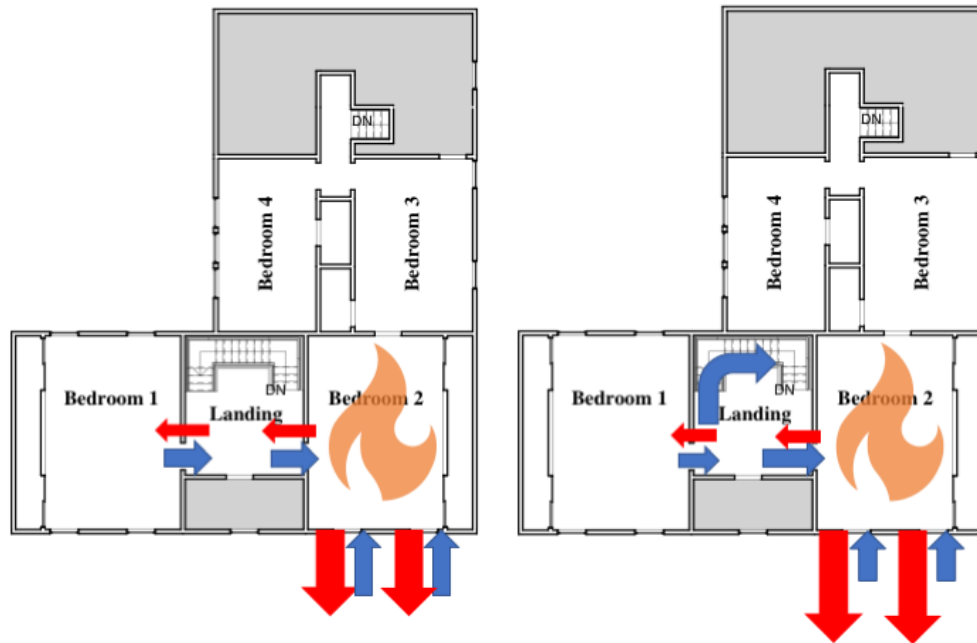 DN
Bedroom 4
Bedroom 3
Bedroom 1
DN
Bedroom 2
Landing
DN
Bedroom 4
Bedroom 3
Bedroom 1
DN
Bedroom 2
Landing